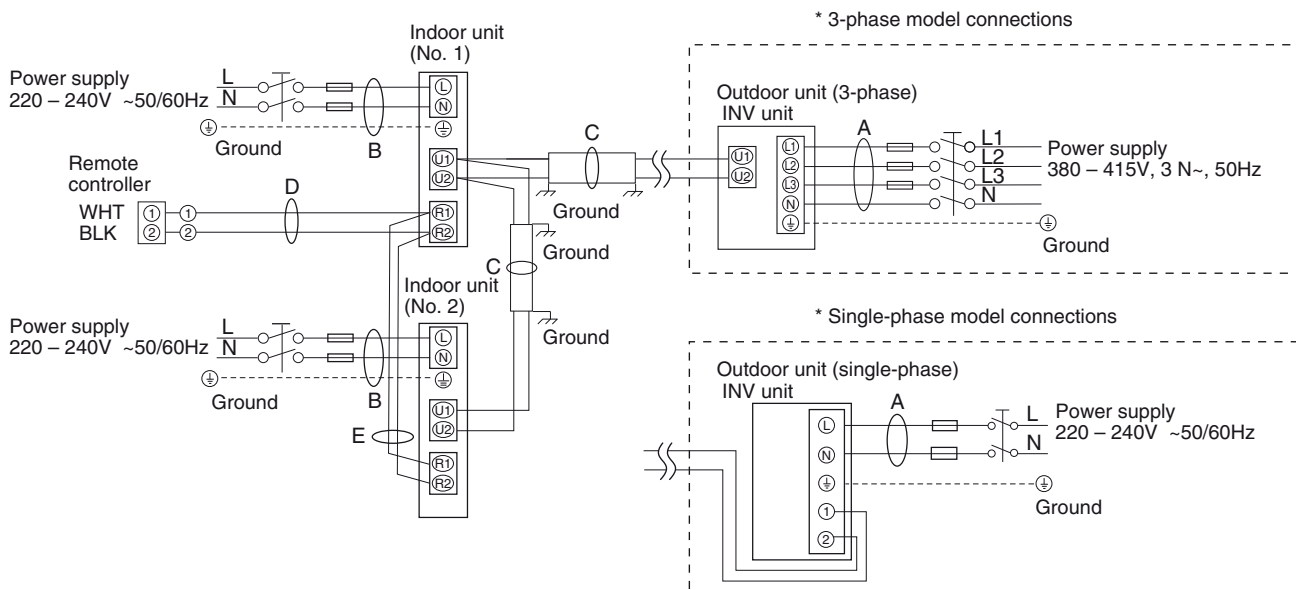 * 3-phase model connections
Indoor unit
(No. 1)
Power supply
220 – 240V ~50/60Hz
L
N
B
Ground
L
N
U1
U2
R1
R2
Remote
controller
WHT
BLK
1
2
1
2
D
C
Ground
Outdoor unit (3-phase)
INV unit
U1
U2
L1
L2
L3
N
A
L1
L2
L3
N
Power supply
380 – 415V, 3 N~, 50Hz
Ground
C
Ground
Ground
Indoor unit
(No. 2)
Power supply
220 – 240V ~50/60Hz
L
N
B
Ground
L
N
U1
U2
R1
R2
E
* Single-phase model connections
Outdoor unit (single-phase)
INV unit
L
N
1
2
A
L
N
Power supply
220 – 240V ~50/60Hz
Ground